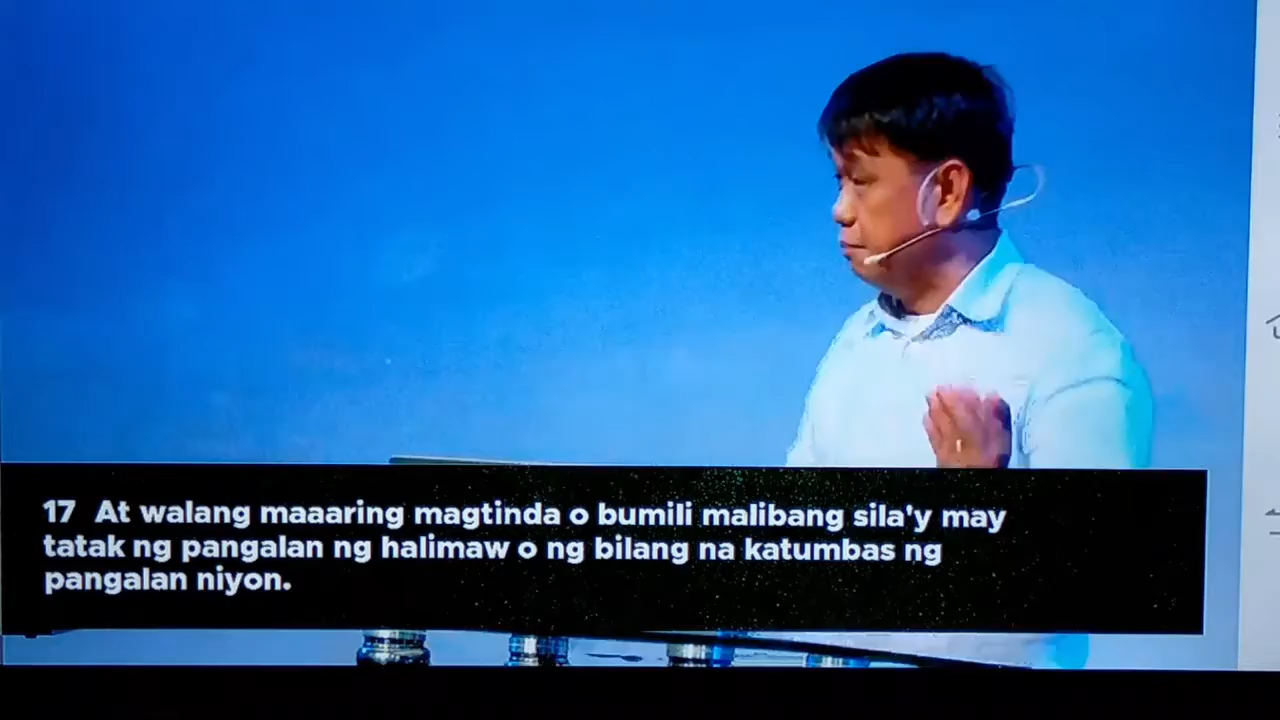 17 At walang maaaring magtinda o bumili malibang sila'y may
tatak ng pangalan ng halimaw o ng bilang na katumbas ng
pangalan niyon.